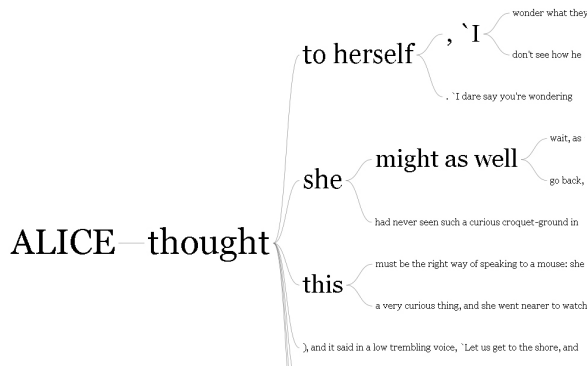 wonder what they
, `I
don't see how he
to herself
. `I dare say you're wondering
wait, as
might as well
go back,
she
had never seen such a curious croquet-ground in
ALICE thought
must be the right way of speaking to a mouse: she
this
a very curious thing, and she went nearer to watch
), and it said in a low trembling voice, `Let us get to the shore, and